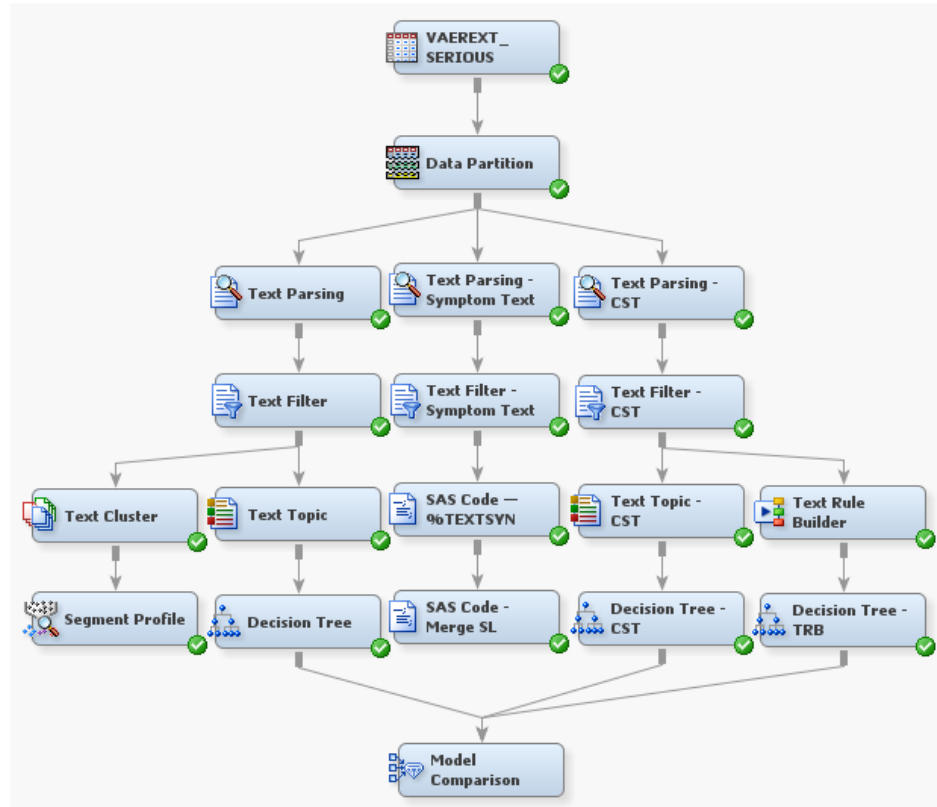 VAEREXT_
SERIOUS
Data Partition
Text Parsing
Text Parsing -
Symptom Text
Text Parsing -
CST
Text Filter
Text Filter -
Symptom Text
Text Filter -
CST
Text Cluster
Text Topic
SAS Code —
%TEXTSYN
Text Topic -
CST
Text Rule
Builder
Segment Profile
Decision Tree
SAS Code -
Merge SL
Decision Tree -
CST
Decision Tree -
TRB
Model
Comparison